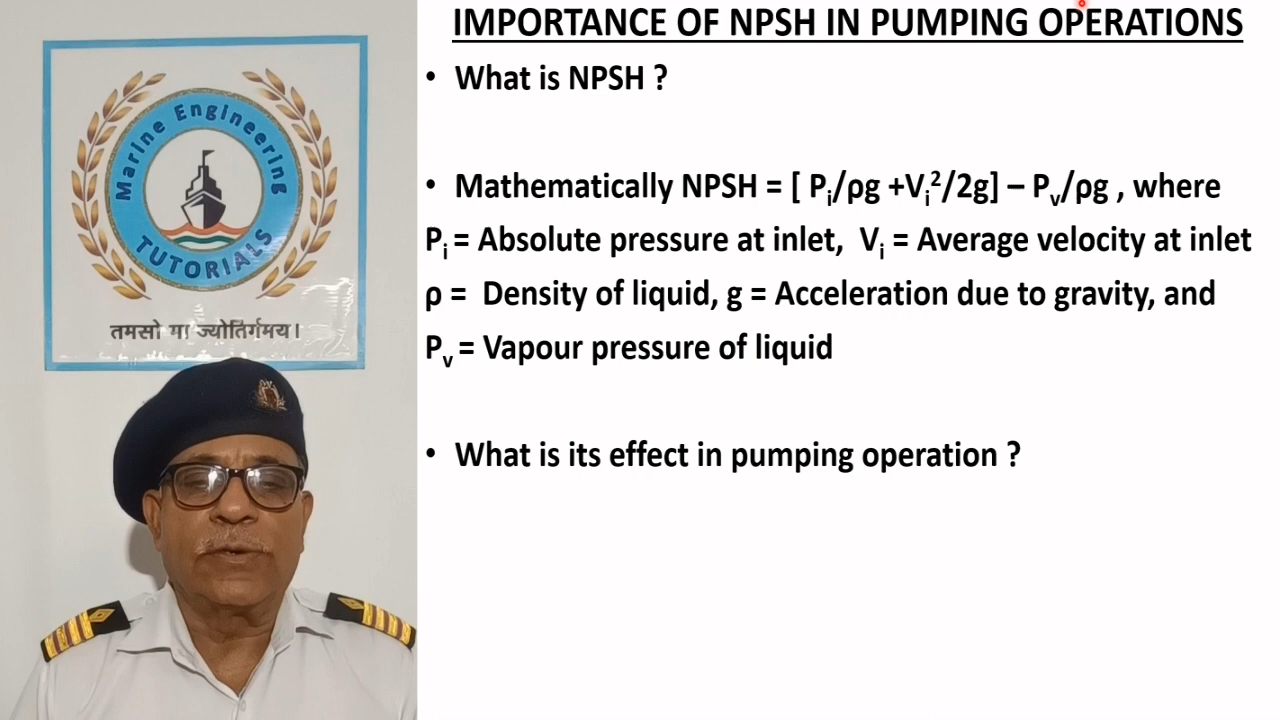 Marine Engineering
TUTORIALS
तमसो मा ज्योतिर्गमय।
IMPORTANCE OF NPSH IN PUMPING OPERATIONS
• What is NPSH ?
• Mathematically NPSH = [ Pᵢ/ρg +Vᵢ²/2g] – Pᵥ/ρg , where
Pᵢ = Absolute pressure at inlet, Vᵢ = Average velocity at inlet
ρ = Density of liquid, g = Acceleration due to gravity, and
Pᵥ = Vapour pressure of liquid
• What is its effect in pumping operation ?